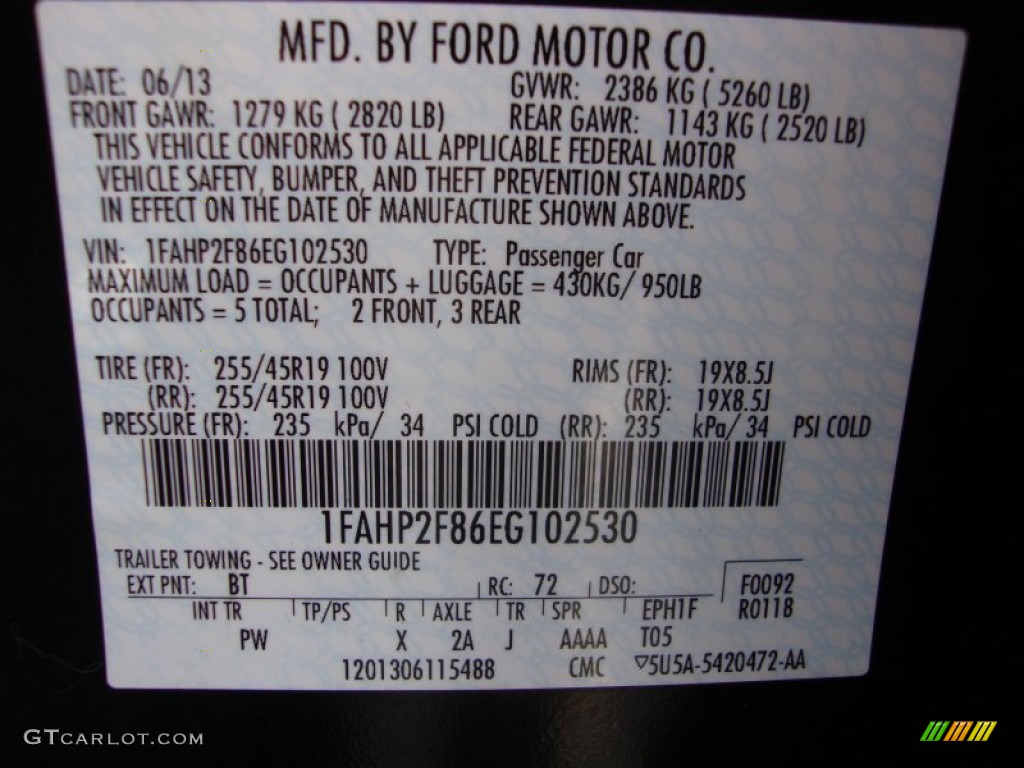 MFD. BY FORD MOTOR CO.
DATE: 06/13 GVWR: 2386 KG ( 5260 LB)
FRONT GAWR: 1279 KG ( 2820 LB) REAR GAWR: 1143 KG ( 2520 LB)
THIS VEHICLE CONFORMS TO ALL APPLICABLE FEDERAL MOTOR
VEHICLE SAFETY, BUMPER, AND THEFT PREVENTION STANDARDS
IN EFFECT ON THE DATE OF MANUFACTURE SHOWN ABOVE.
VIN: 1FAHP2F86EG102530 TYPE: Passenger Car
MAXIMUM LOAD = OCCUPANTS + LUGGAGE = 430KG/ 950LB
OCCUPANTS = 5 TOTAL; 2 FRONT, 3 REAR
TIRE (FR): 255/45R19 100V RIMS (FR): 19X8.5J
(RR): 255/45R19 100V (RR): 19X8.5J
PRESSURE (FR): 235 kPa/ 34 PSI COLD (RR): 235 kPa/ 34 PSI COLD
1FAHP2F86EG102530
TRAILER TOWING - SEE OWNER GUIDE
EXT PNT: BT RC: 72 DSO: F0092
INT TR TP/PS R AXLE TR SPR EPH1F R0118
PW X 2A J AAAA T05
1201306115488 CMC ▽5U5A-5420472-AA
GTCARLOT.COM